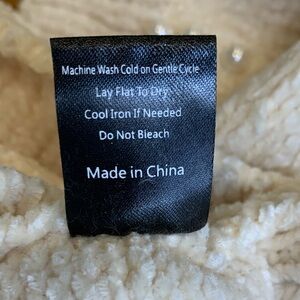 Machine Wash Cold on Gentle Cycle
Lay Flat To Dry
Cool Iron If Needed
Do Not Bleach
Made in China